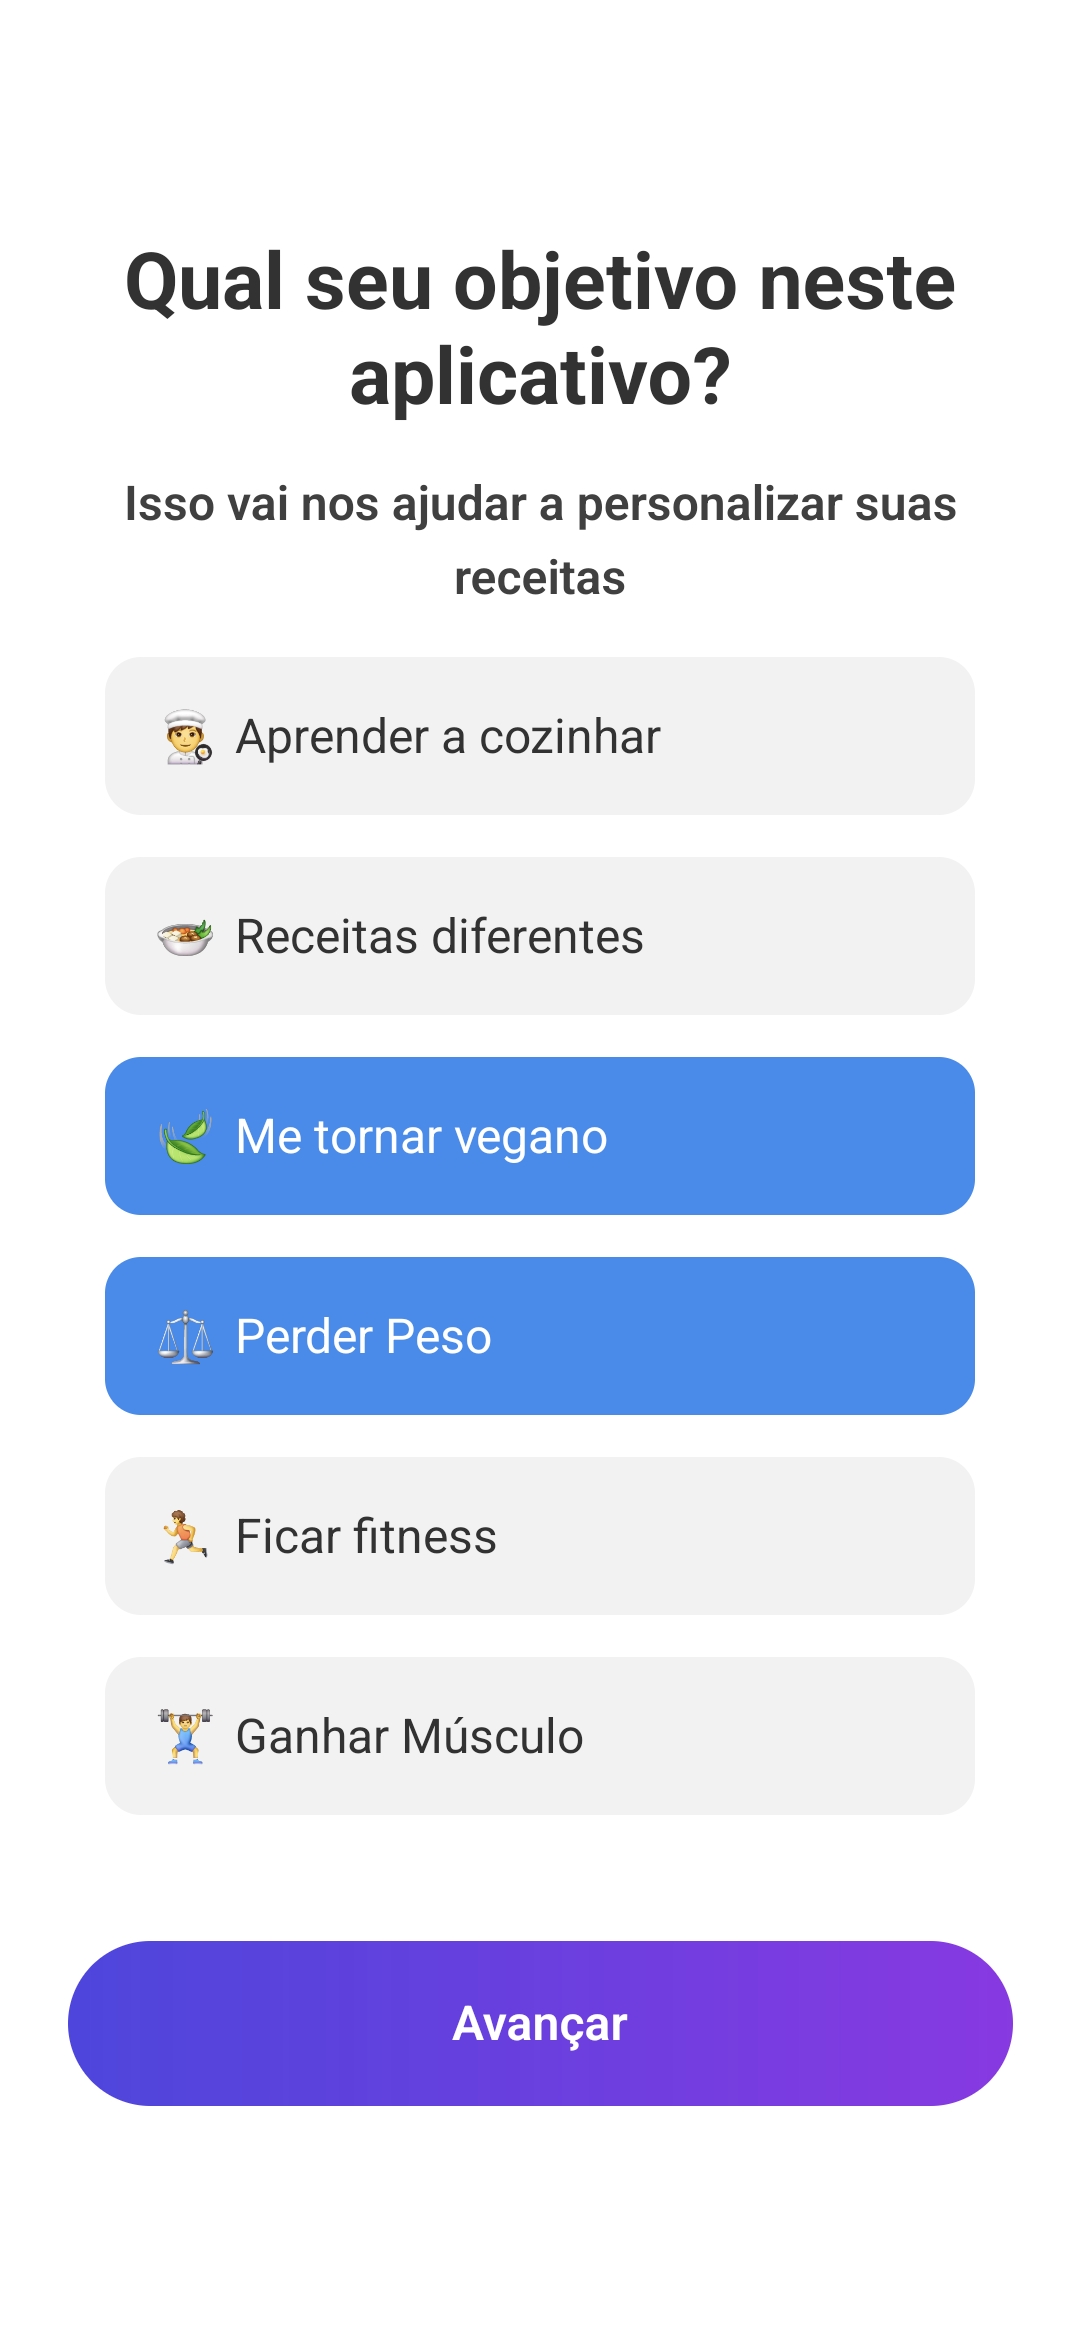 Qual seu objetivo neste
aplicativo?
Isso vai nos ajudar a personalizar suas
receitas
Aprender a cozinhar
Receitas diferentes
Me tornar vegano
Perder Peso
Ficar fitness
Ganhar Músculo
Avançar